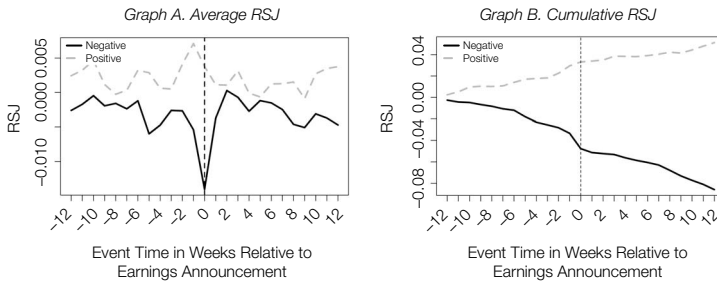 Graph A. Average RSJ
Negative
Positive
0.005
0.000
−0.010
RSJ
−12 −10 −8 −6 −4 −2 0 2 4 6 8 10 12
Event Time in Weeks Relative to
Earnings Announcement
Graph B. Cumulative RSJ
Negative
Positive
0.04
0.00
−0.04
−0.08
RSJ
−12 −10 −8 −6 −4 −2 0 2 4 6 8 10 12
Event Time in Weeks Relative to
Earnings Announcement